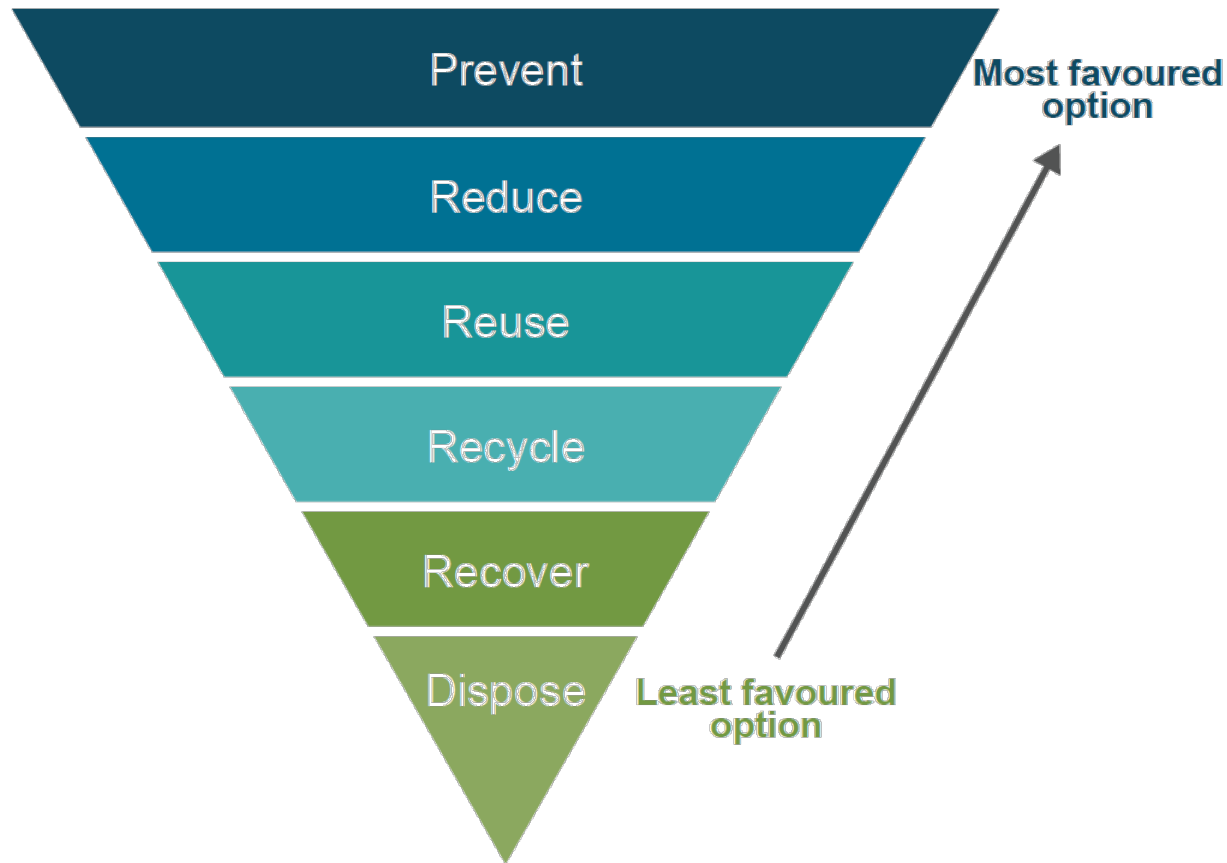 Prevent
Most favoured
option
Reduce
Reuse
Recycle
Recover
Dispose
Least favoured
option